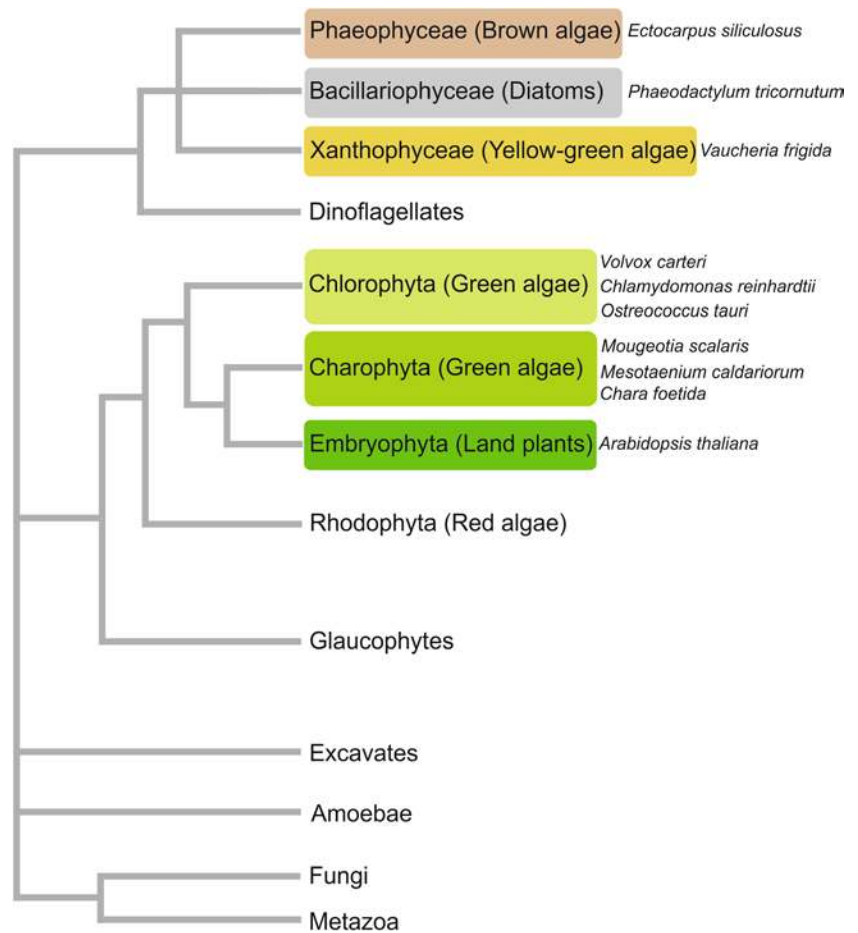 Phaeophyceae (Brown algae) Ectocarpus siliculosus
Bacillariophyceae (Diatoms) Phaeodactylum tricornutum
Xanthophyceae (Yellow-green algae) Vaucheria frigida
Dinoflagellates
Volvox carteri
Chlorophyta (Green algae) Chlamydomonas reinhardtii
Ostreococcus tauri
Mougeotia scalaris
Charophyta (Green algae) Mesotaenium caldariorum
Chara foetida
Embryophyta (Land plants) Arabidopsis thaliana
Rhodophyta (Red algae)
Glaucophytes
Excavates
Amoebae
Fungi
Metazoa